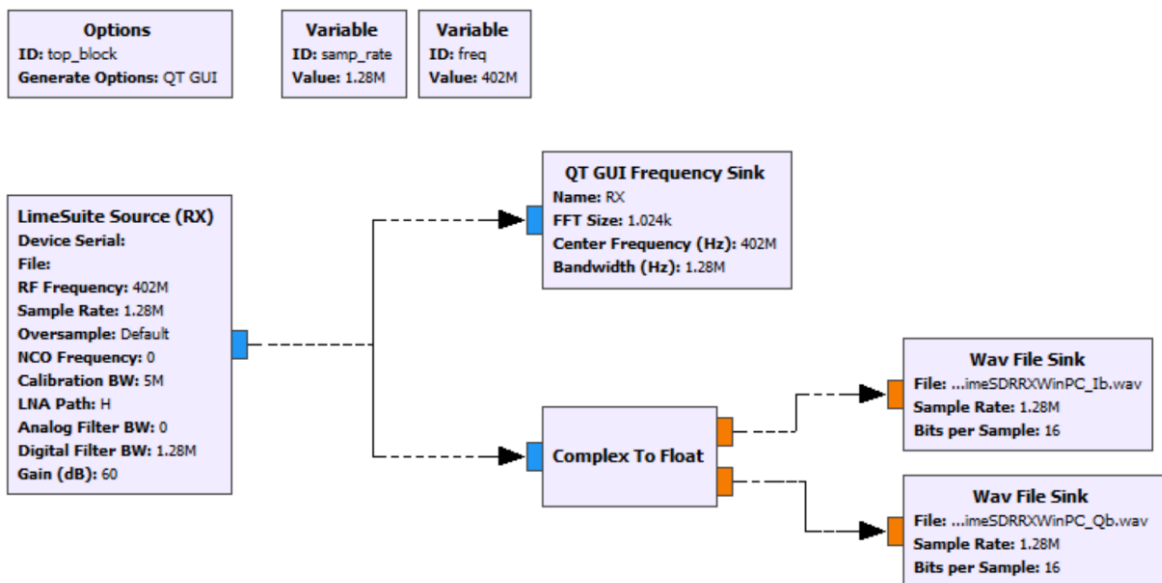 Options
ID: top_block
Generate Options: QT GUI
Variable
ID: samp_rate
Value: 1.28M
Variable
ID: freq
Value: 402M
LimeSuite Source (RX)
Device Serial:
File:
RF Frequency: 402M
Sample Rate: 1.28M
Oversample: Default
NCO Frequency: 0
Calibration BW: 5M
LNA Path: H
Analog Filter BW: 0
Digital Filter BW: 1.28M
Gain (dB): 60
QT GUI Frequency Sink
Name: RX
FFT Size: 1.024k
Center Frequency (Hz): 402M
Bandwidth (Hz): 1.28M
Complex To Float
Wav File Sink
File: ...imeSDRRXWinPC_Ib.wav
Sample Rate: 1.28M
Bits per Sample: 16
Wav File Sink
File: ...imeSDRRXWinPC_Qb.wav
Sample Rate: 1.28M
Bits per Sample: 16